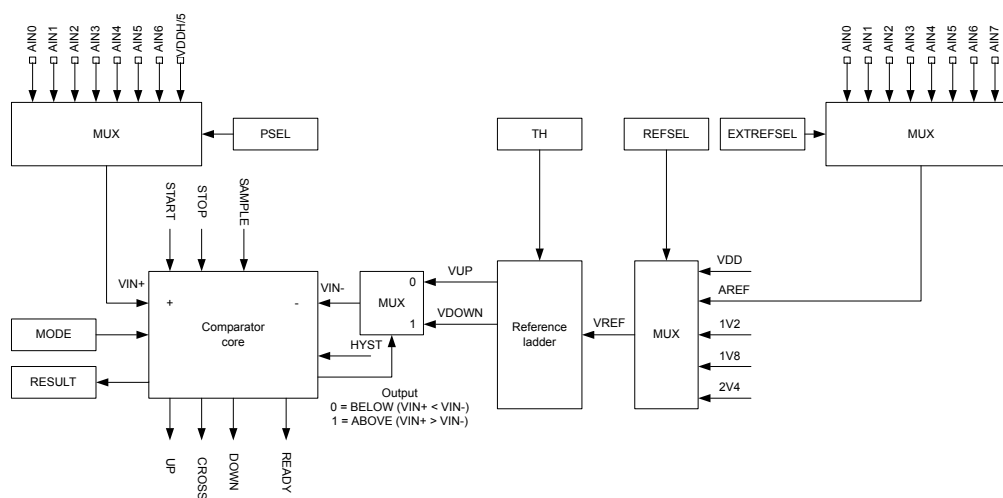 AIN0
AIN1
AIN2
AIN3
AIN4
AIN5
AIN6
VDDH/5
AIN0
AIN1
AIN2
AIN3
AIN4
AIN5
AIN6
AIN7
MUX
PSEL
TH
REFSEL
EXTREFSEL
MUX
START
STOP
SAMPLE
VIN+
+
-
VIN-
Comparator
core
MODE
RESULT
0
MUX
1
HYST
VUP
VDOWN
Reference
ladder
VREF
MUX
VDD
AREF
1V2
1V8
2V4
Output
0 = BELOW (VIN+ < VIN-)
1 = ABOVE (VIN+ > VIN-)
UP
CROSS
DOWN
READY